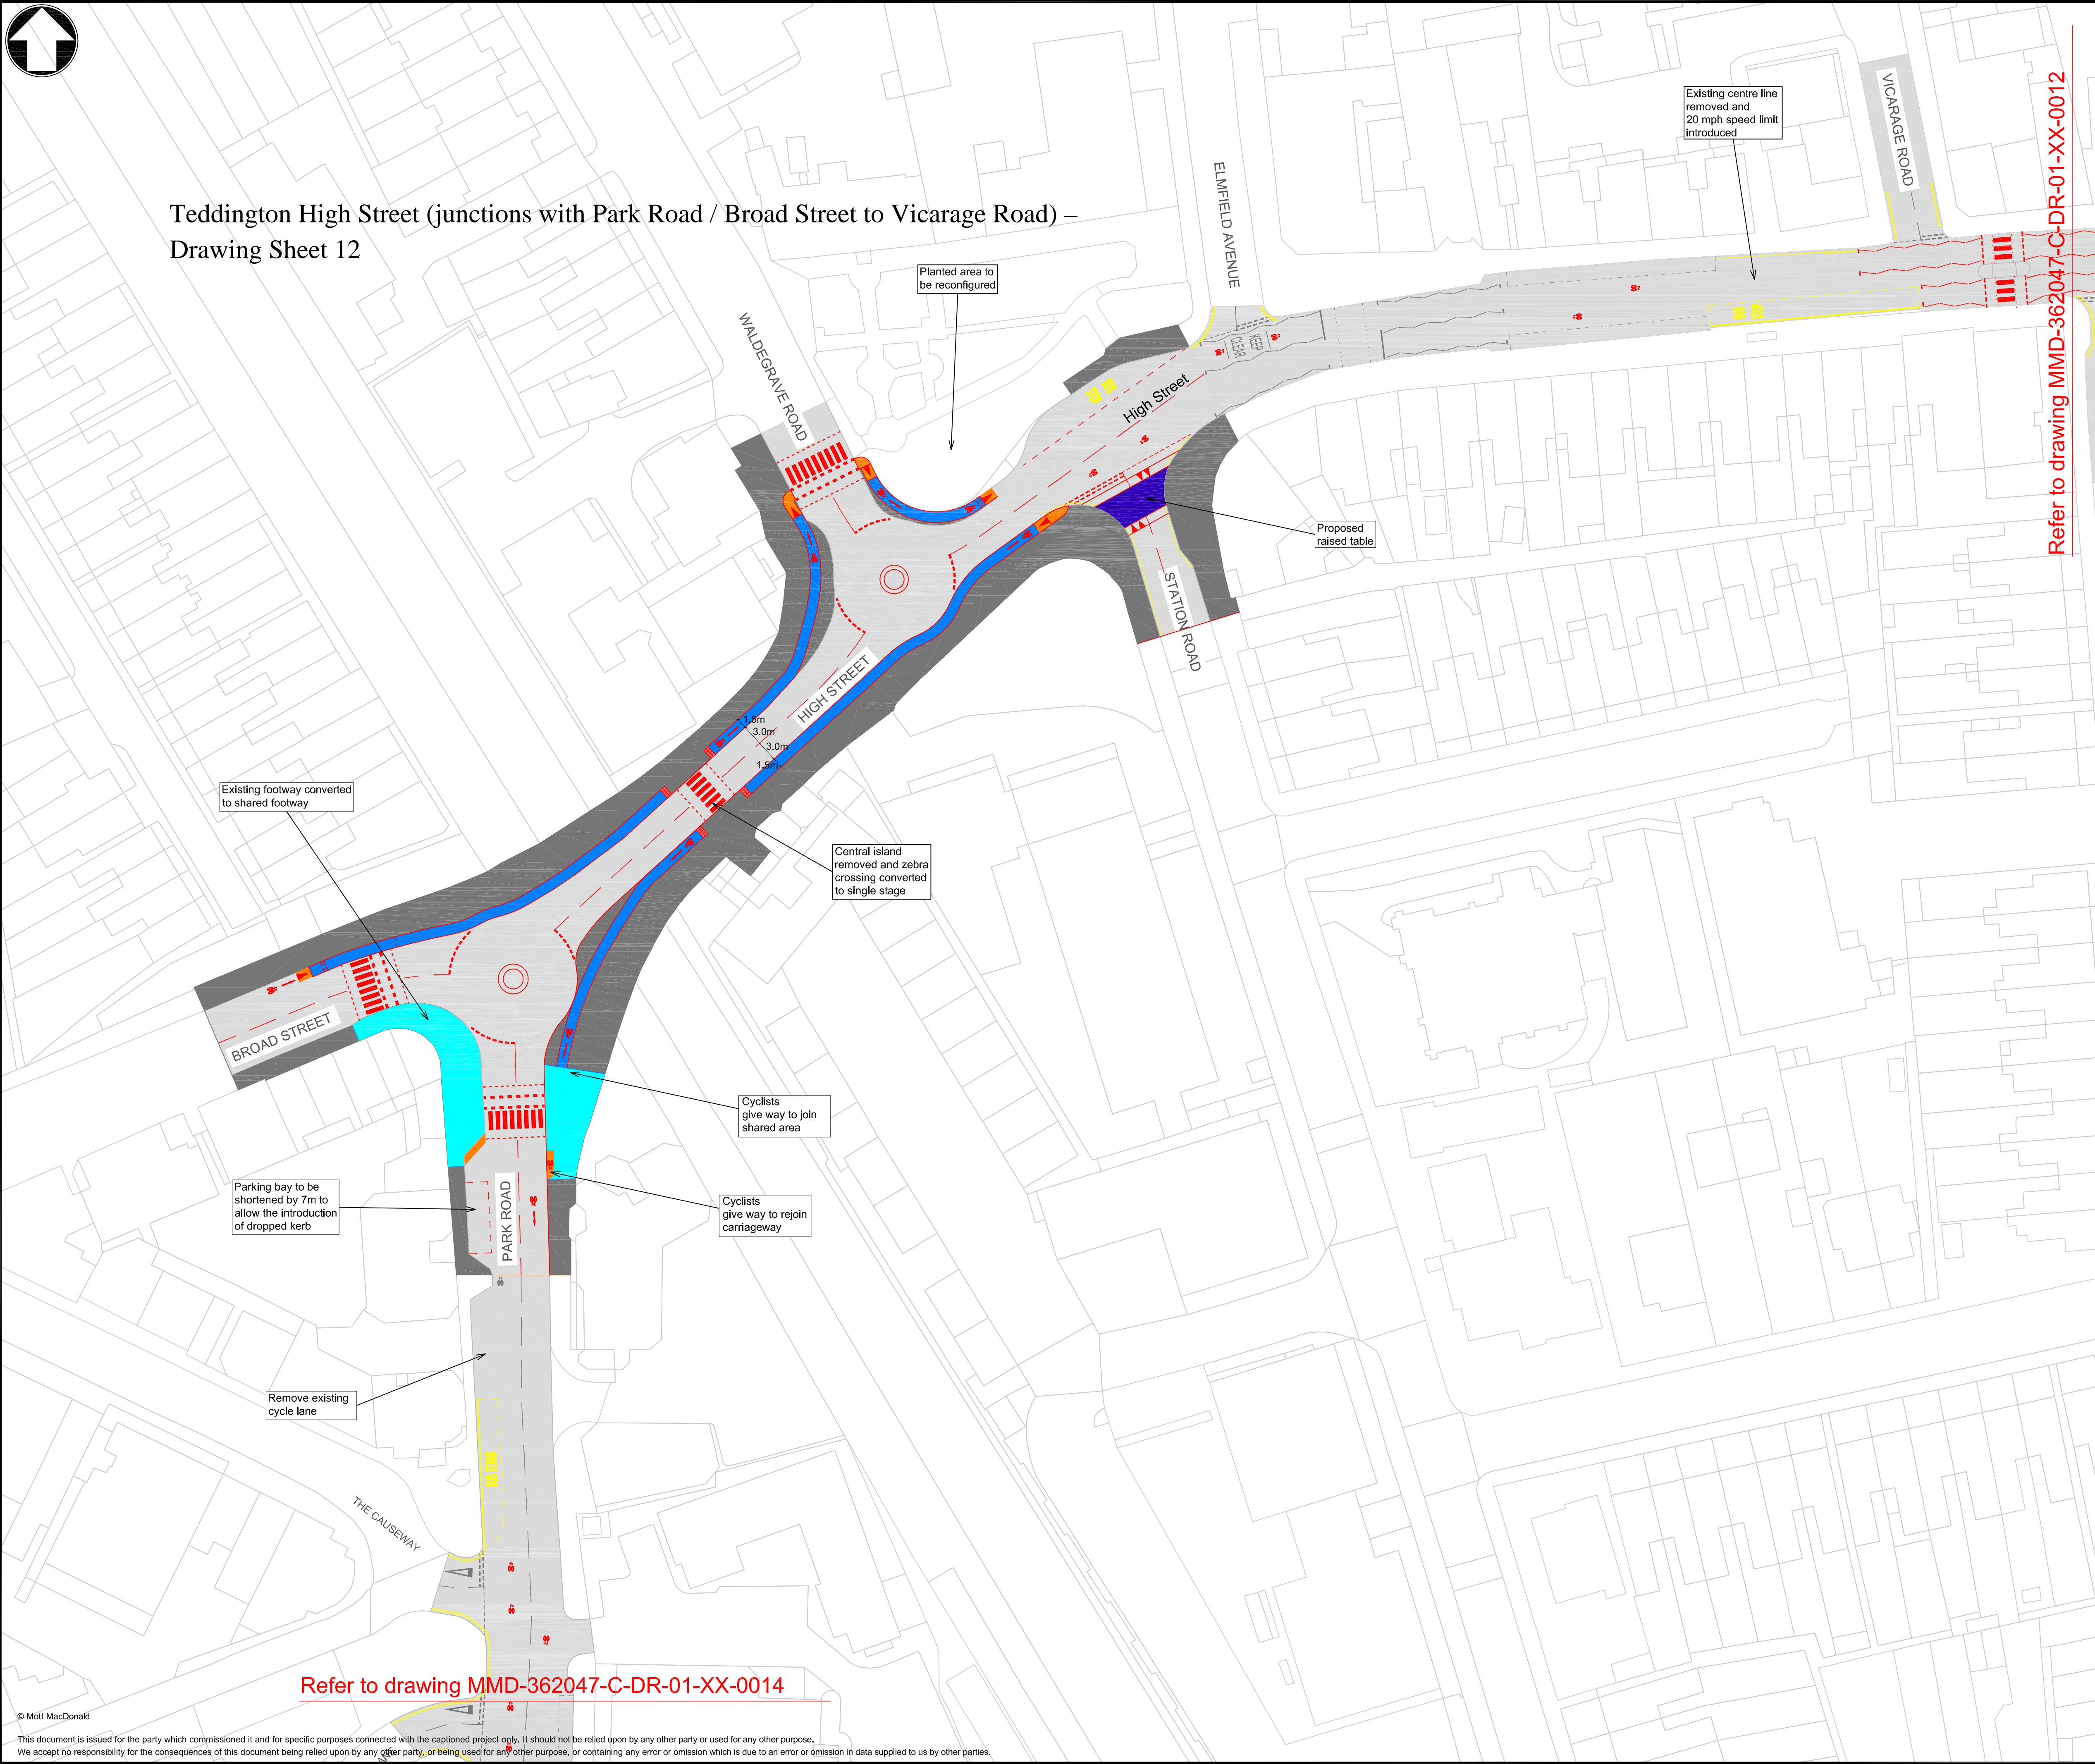 Teddington High Street (junctions with Park Road / Broad Street to Vicarage Road) –
Drawing Sheet 12
Existing centre line
removed and
20 mph speed limit
introduced
VICARAGE ROAD
Refer to drawing MMD-362047-C-DR-01-XX-0012
ELMFIELD AVENUE
Planted area to
be reconfigured
WALDEGRAVE ROAD
KEEP
CLEAR
High Street
Proposed
raised table
STATION ROAD
HIGH STREET
1.5m
3.0m
3.0m
1.5m
Existing footway converted
to shared footway
Central island
removed and zebra
crossing converted
to single stage
BROAD STREET
Cyclists
give way to join
shared area
Parking bay to be
shortened by 7m to
allow the introduction
of dropped kerb
PARK ROAD
Cyclists
give way to rejoin
carriageway
Remove existing
cycle lane
THE CAUSEWAY
Refer to drawing MMD-362047-C-DR-01-XX-0014
© Mott MacDonald
This document is issued for the party which commissioned it and for specific purposes connected with the captioned project only. It should not be relied upon by any other party or used for any other purpose.
We accept no responsibility for the consequences of this document being relied upon by any other party, or being used for any other purpose, or containing any error or omission which is due to an error or omission in data supplied to us by other parties.